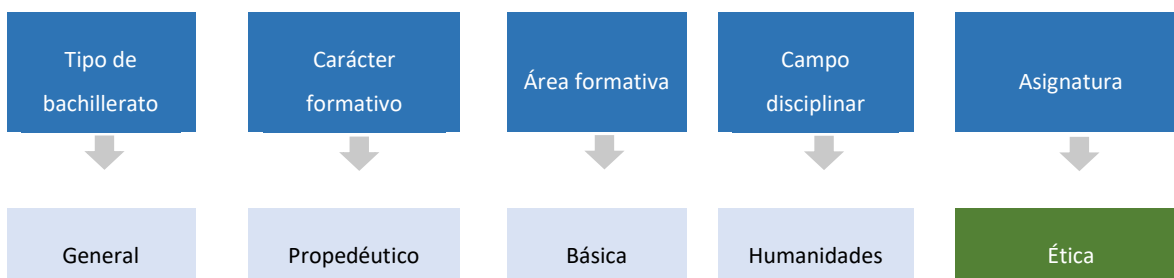 Tipo de
bachillerato
Carácter
formativo
Área formativa
Campo
disciplinar
Asignatura
General
Propedéutico
Básica
Humanidades
Ética